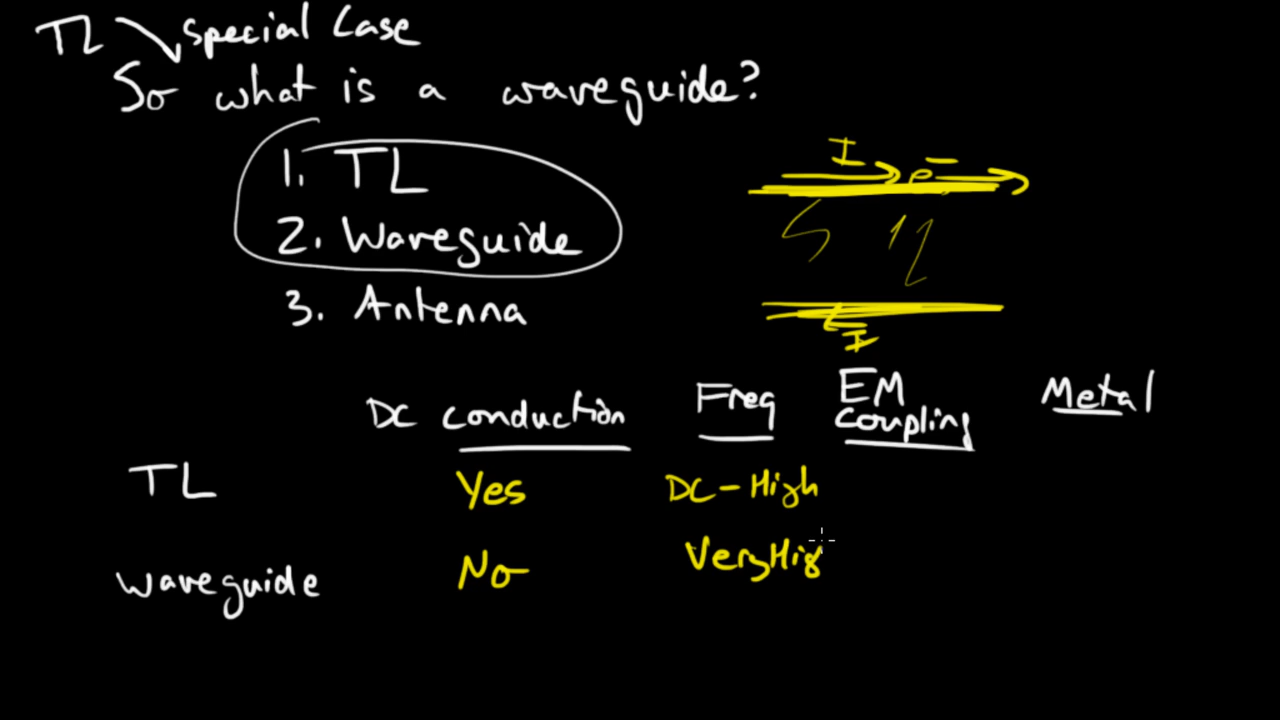 TL Special Case
So what is a waveguide?
1. TL
2. Waveguide
3. Antenna
I e-
I
DC conduction Freq EM Coupling Metal
TL Yes DC-High
Waveguide No VeryHig